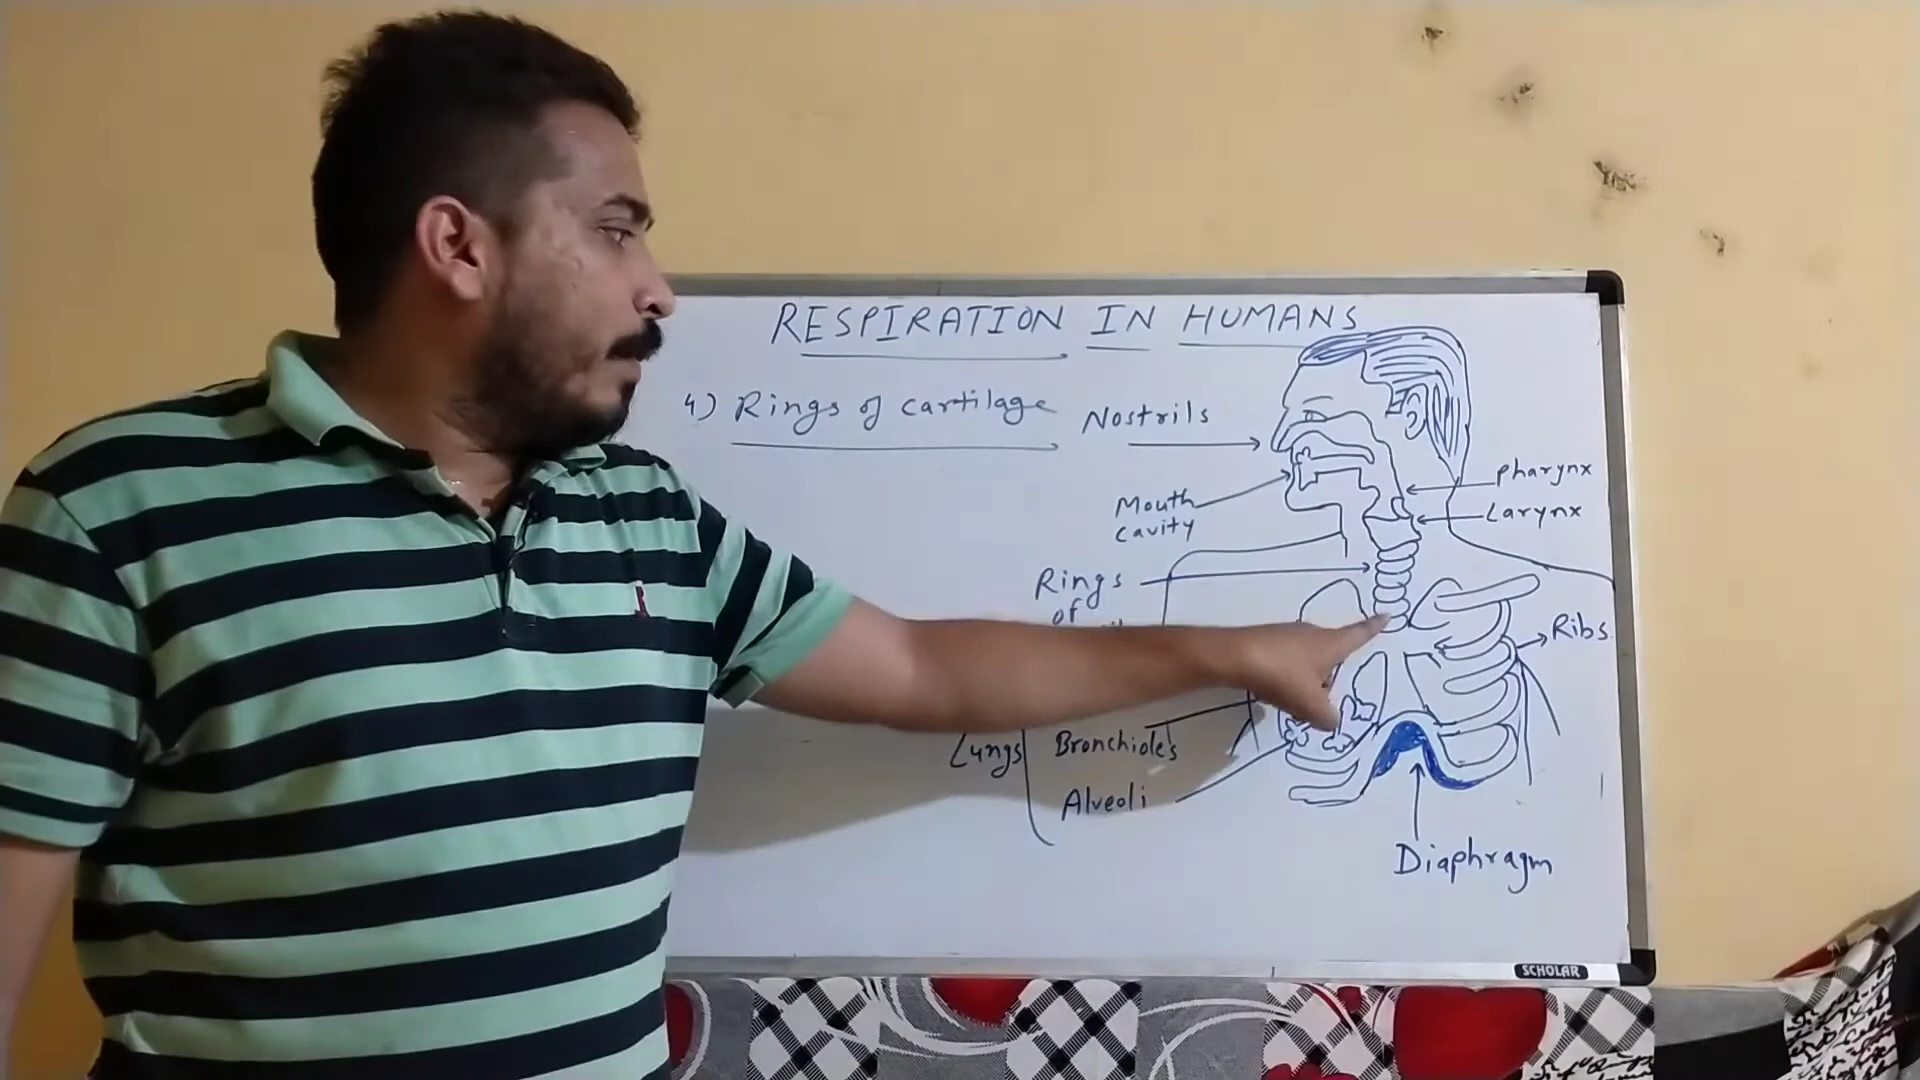 RESPIRATION IN HUMANS
4) Rings of cartilage
Nostrils
pharynx
Larynx
Mouth
cavity
Rings
of
Ribs
Lungs
Bronchioles
Alveoli
Diaphragm
SCHOLAR